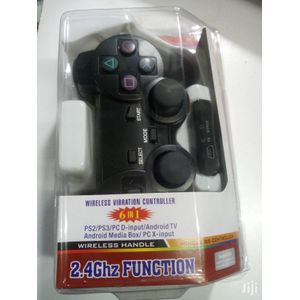 START
MODE
SELECT
WIRELESS VIBRATION CONTROLLER
6 IN 1
PS2/PS3/PC D-input/Android TV
Android Media Box/ PC X-input
WIRELESS HANDLE
2.4Ghz FUNCTION
Jiji